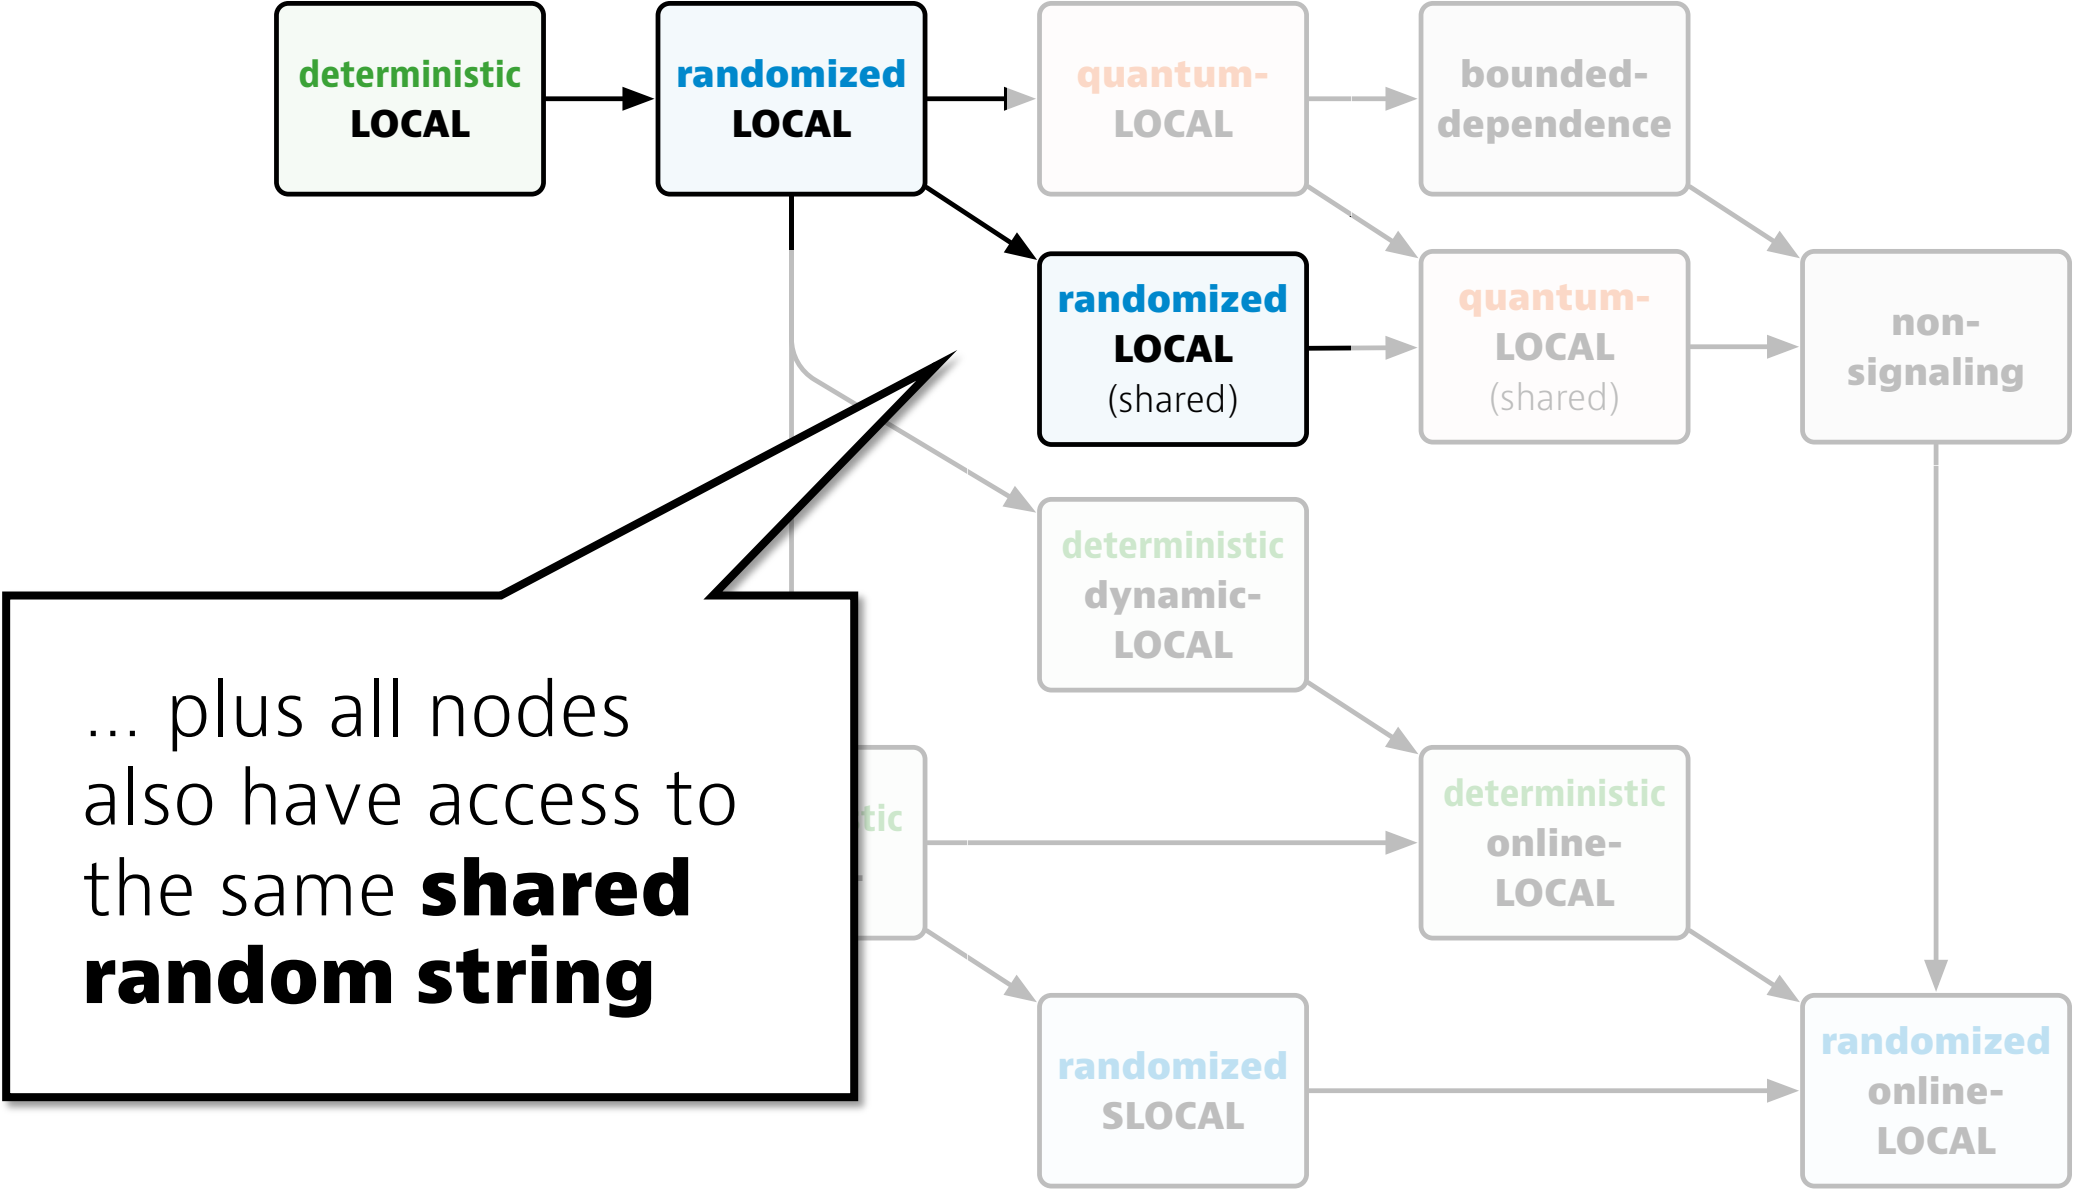 deterministic
LOCAL
randomized
LOCAL
quantum-
LOCAL
bounded-
dependence
randomized
LOCAL
(shared)
quantum-
LOCAL
(shared)
non-
signaling
deterministic
dynamic-
LOCAL
... plus all nodes
also have access to
the same shared
random string
tic
-
deterministic
online-
LOCAL
randomized
SLOCAL
randomized
online-
LOCAL